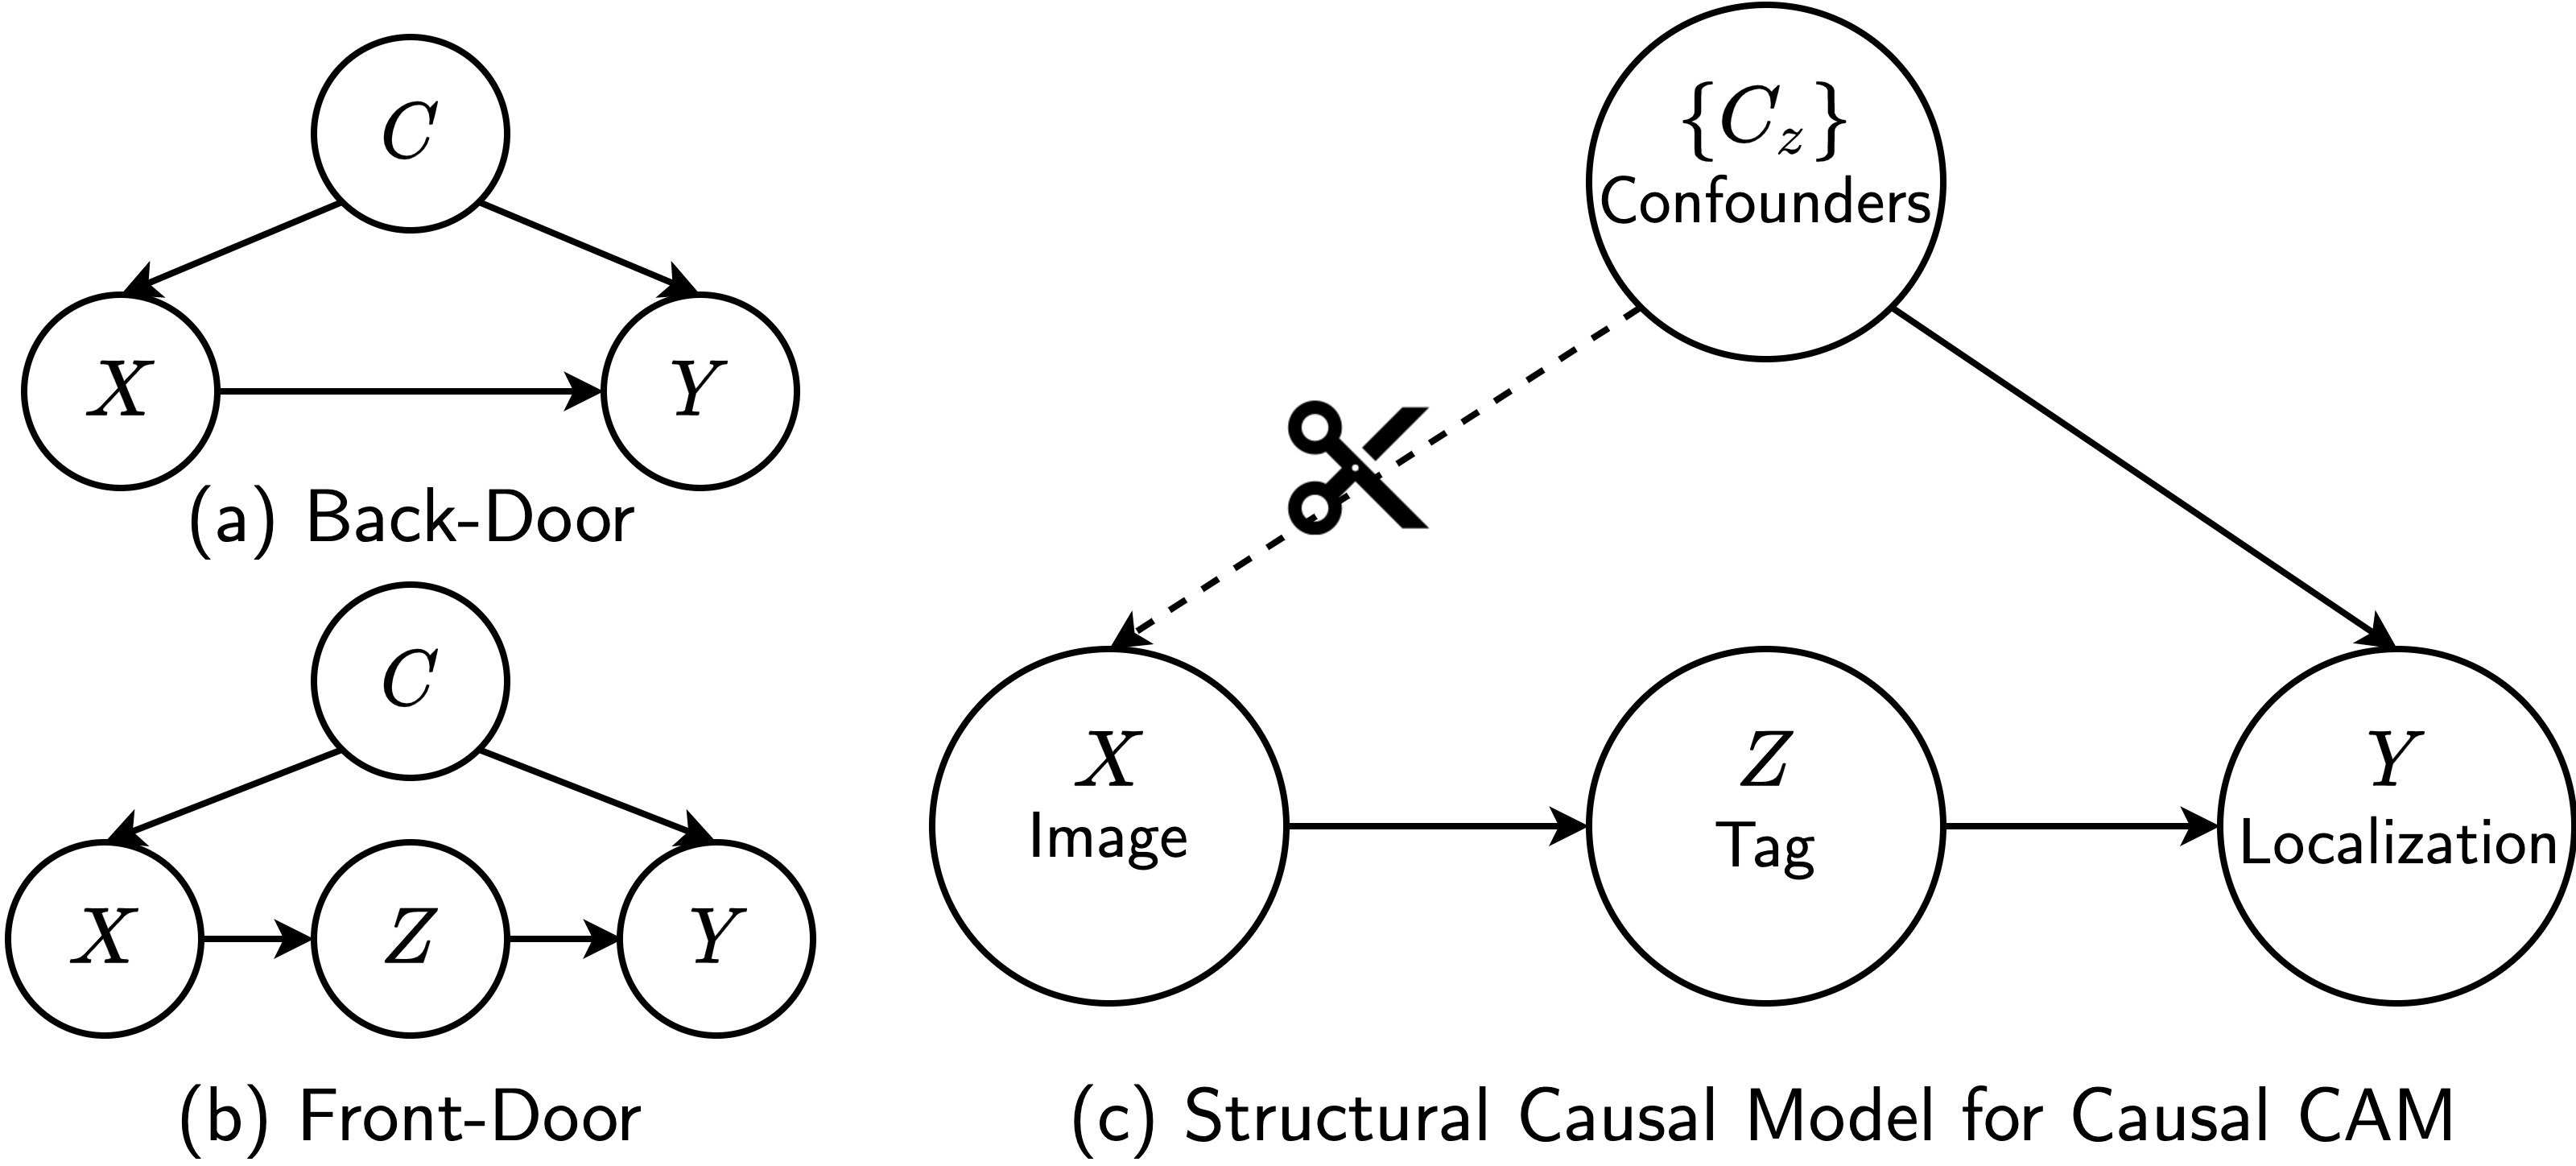 C
X
Y
(a) Back-Door
C
X
Z
Y
(b) Front-Door
{C_z}
Confounders
X
Image
Z
Tag
Y
Localization
(c) Structural Causal Model for Causal CAM